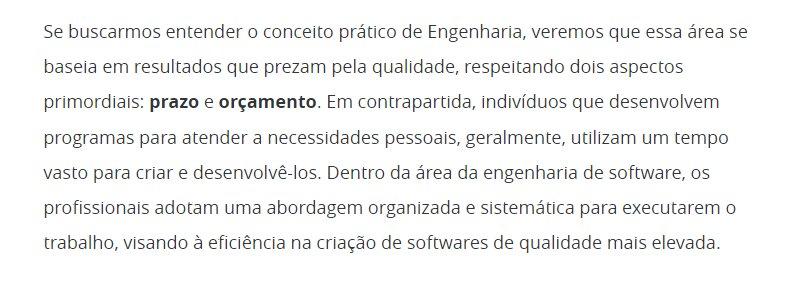 Se buscarmos entender o conceito prático de Engenharia, veremos que essa área se
baseia em resultados que prezam pela qualidade, respeitando dois aspectos
primordiais: prazo e orçamento. Em contrapartida, indivíduos que desenvolvem
programas para atender a necessidades pessoais, geralmente, utilizam um tempo
vasto para criar e desenvolvê-los. Dentro da área da engenharia de software, os
profissionais adotam uma abordagem organizada e sistemática para executarem o
trabalho, visando à eficiência na criação de softwares de qualidade mais elevada.